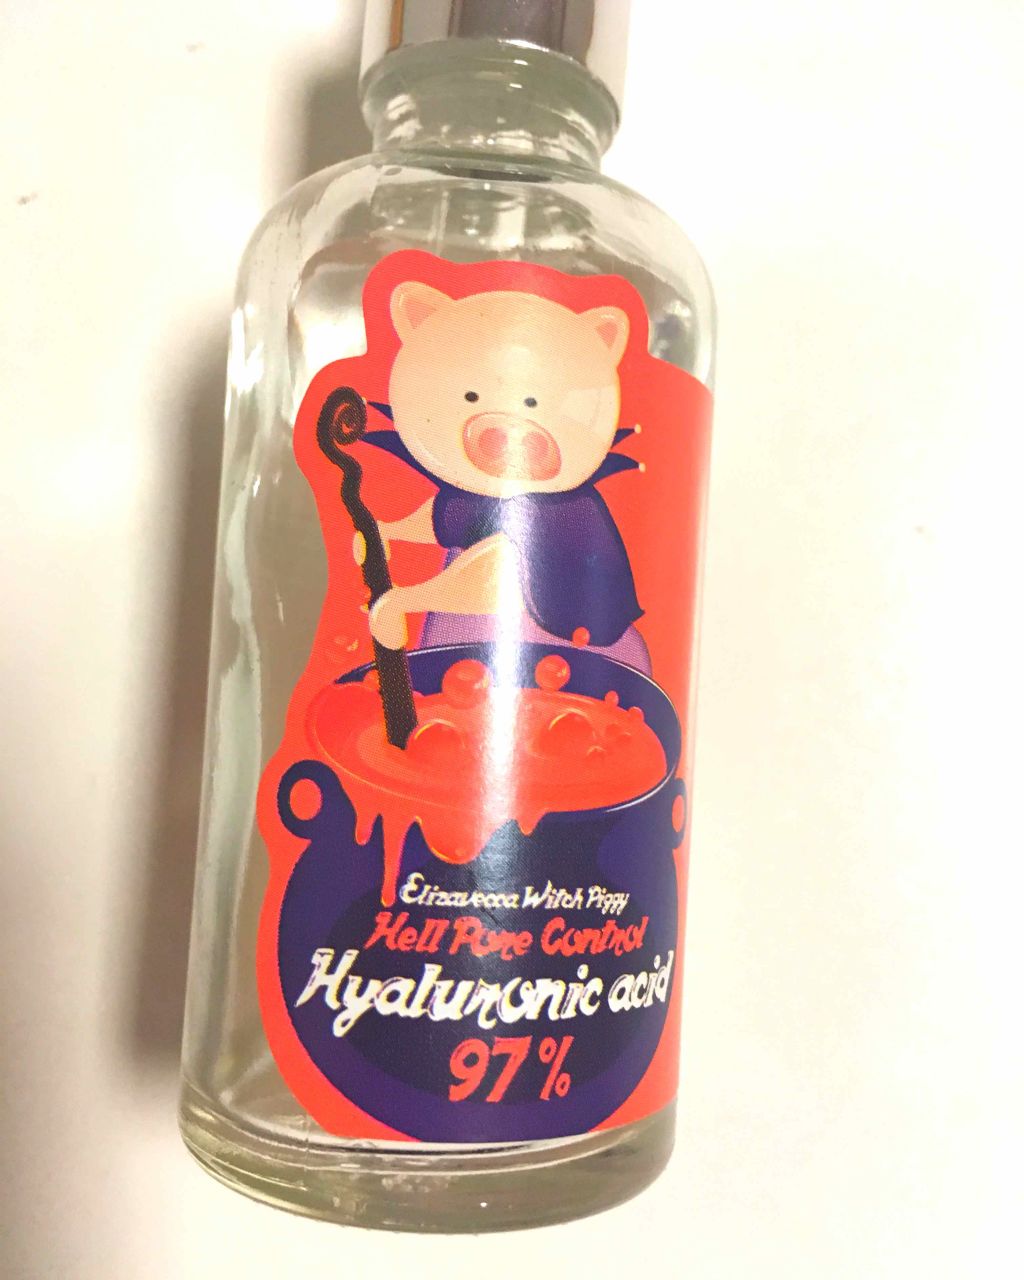 Elizavecca Witch Piggy
Hell Pore Control
Hyaluronic acid
97%